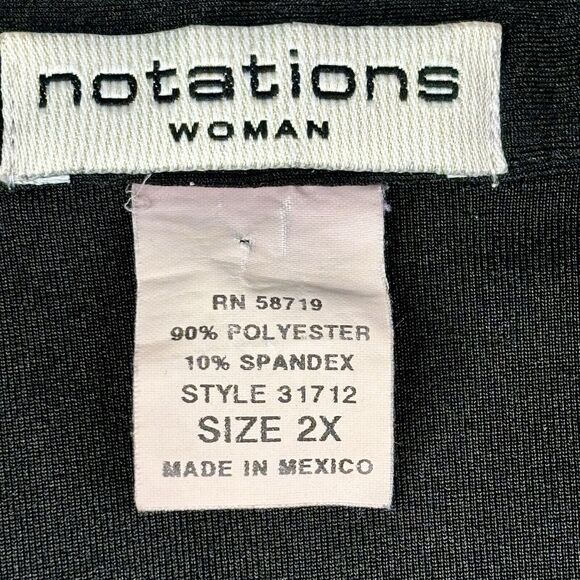 notations
WOMAN
RN 58719
90% POLYESTER
10% SPANDEX
STYLE 31712
SIZE 2X
MADE IN MEXICO